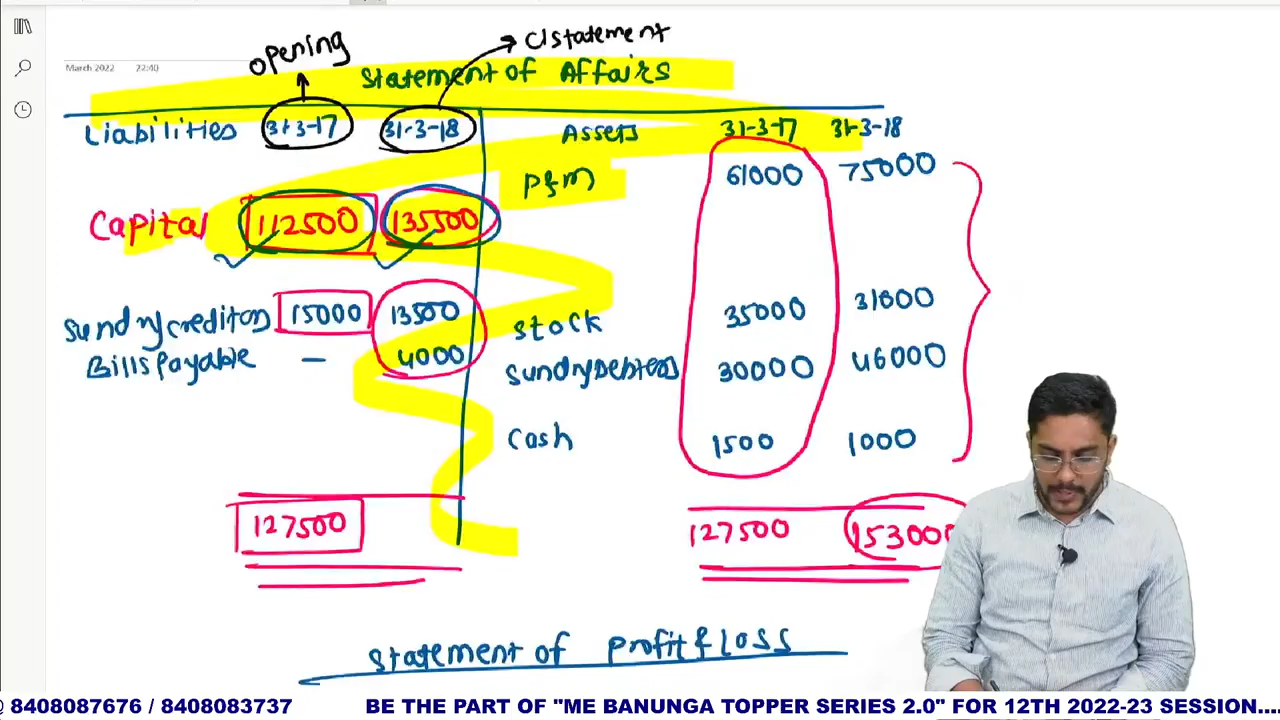 opening
clstatement
March 2022 22:40
Statement of Affairs
Liabilities 31-3-17 31-3-18 Assets 31-3-17 31-3-18
P&M 61000 75000
Capital 112500 135500
Sundry creditors 15000 13500 Stock 35000 31000
Bills Payable — 4000 Sundry Debtors 30000 46000
Cash 1500 1000
127500 127500 153000
Statement of profit & loss
8408087676 / 8408083737 BE THE PART OF "ME BANUNGA TOPPER SERIES 2.0" FOR 12TH 2022-23 SESSION....